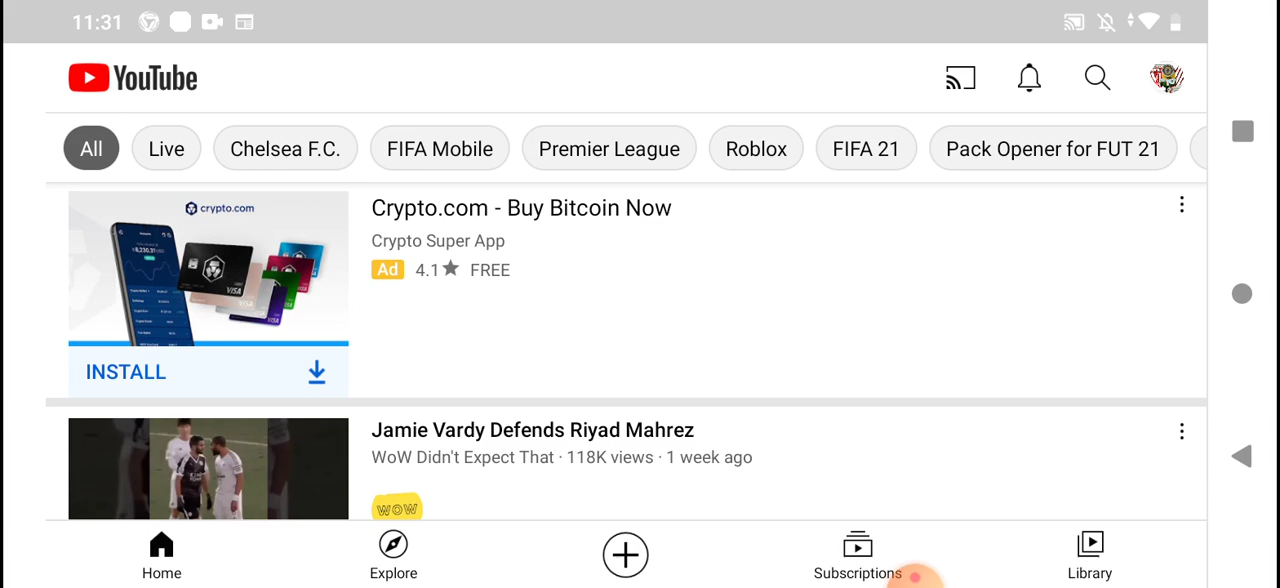 11:31
YouTube
All
Live
Chelsea F.C.
FIFA Mobile
Premier League
Roblox
FIFA 21
Pack Opener for FUT 21
crypto.com
VISA
INSTALL
Crypto.com - Buy Bitcoin Now
Crypto Super App
Ad 4.1★ FREE
Jamie Vardy Defends Riyad Mahrez
WoW Didn't Expect That · 118K views · 1 week ago
WOW
Home
Explore
Subscriptions
Library